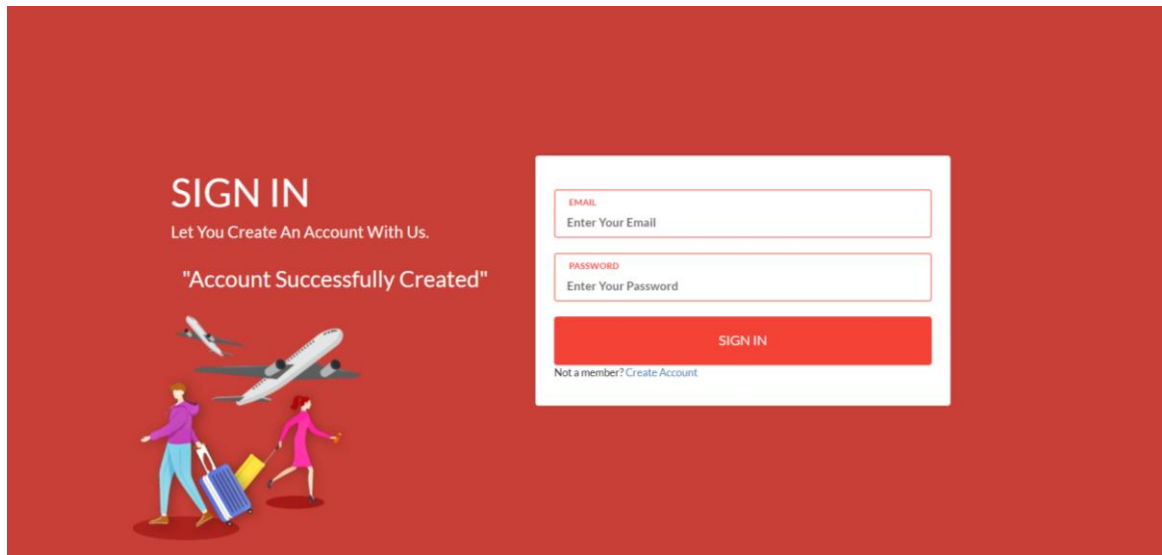 SIGN IN
Let You Create An Account With Us.
"Account Successfully Created"
EMAIL
Enter Your Email
PASSWORD
Enter Your Password
SIGN IN
Not a member? Create Account